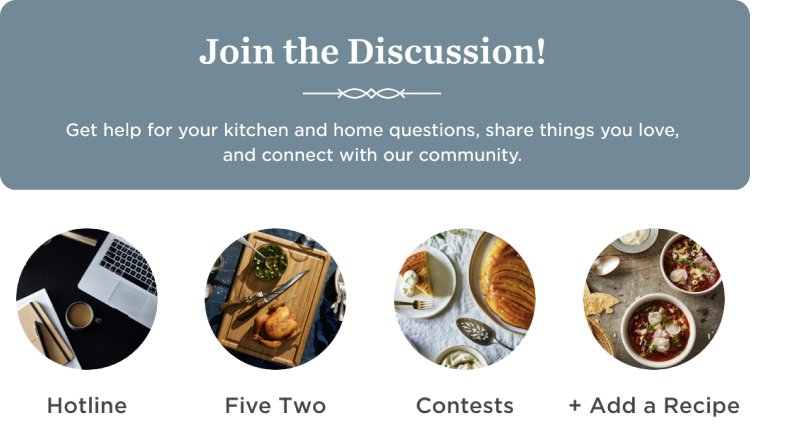 Join the Discussion!
Get help for your kitchen and home questions, share things you love,
and connect with our community.
Hotline
Five Two
Contests
+ Add a Recipe